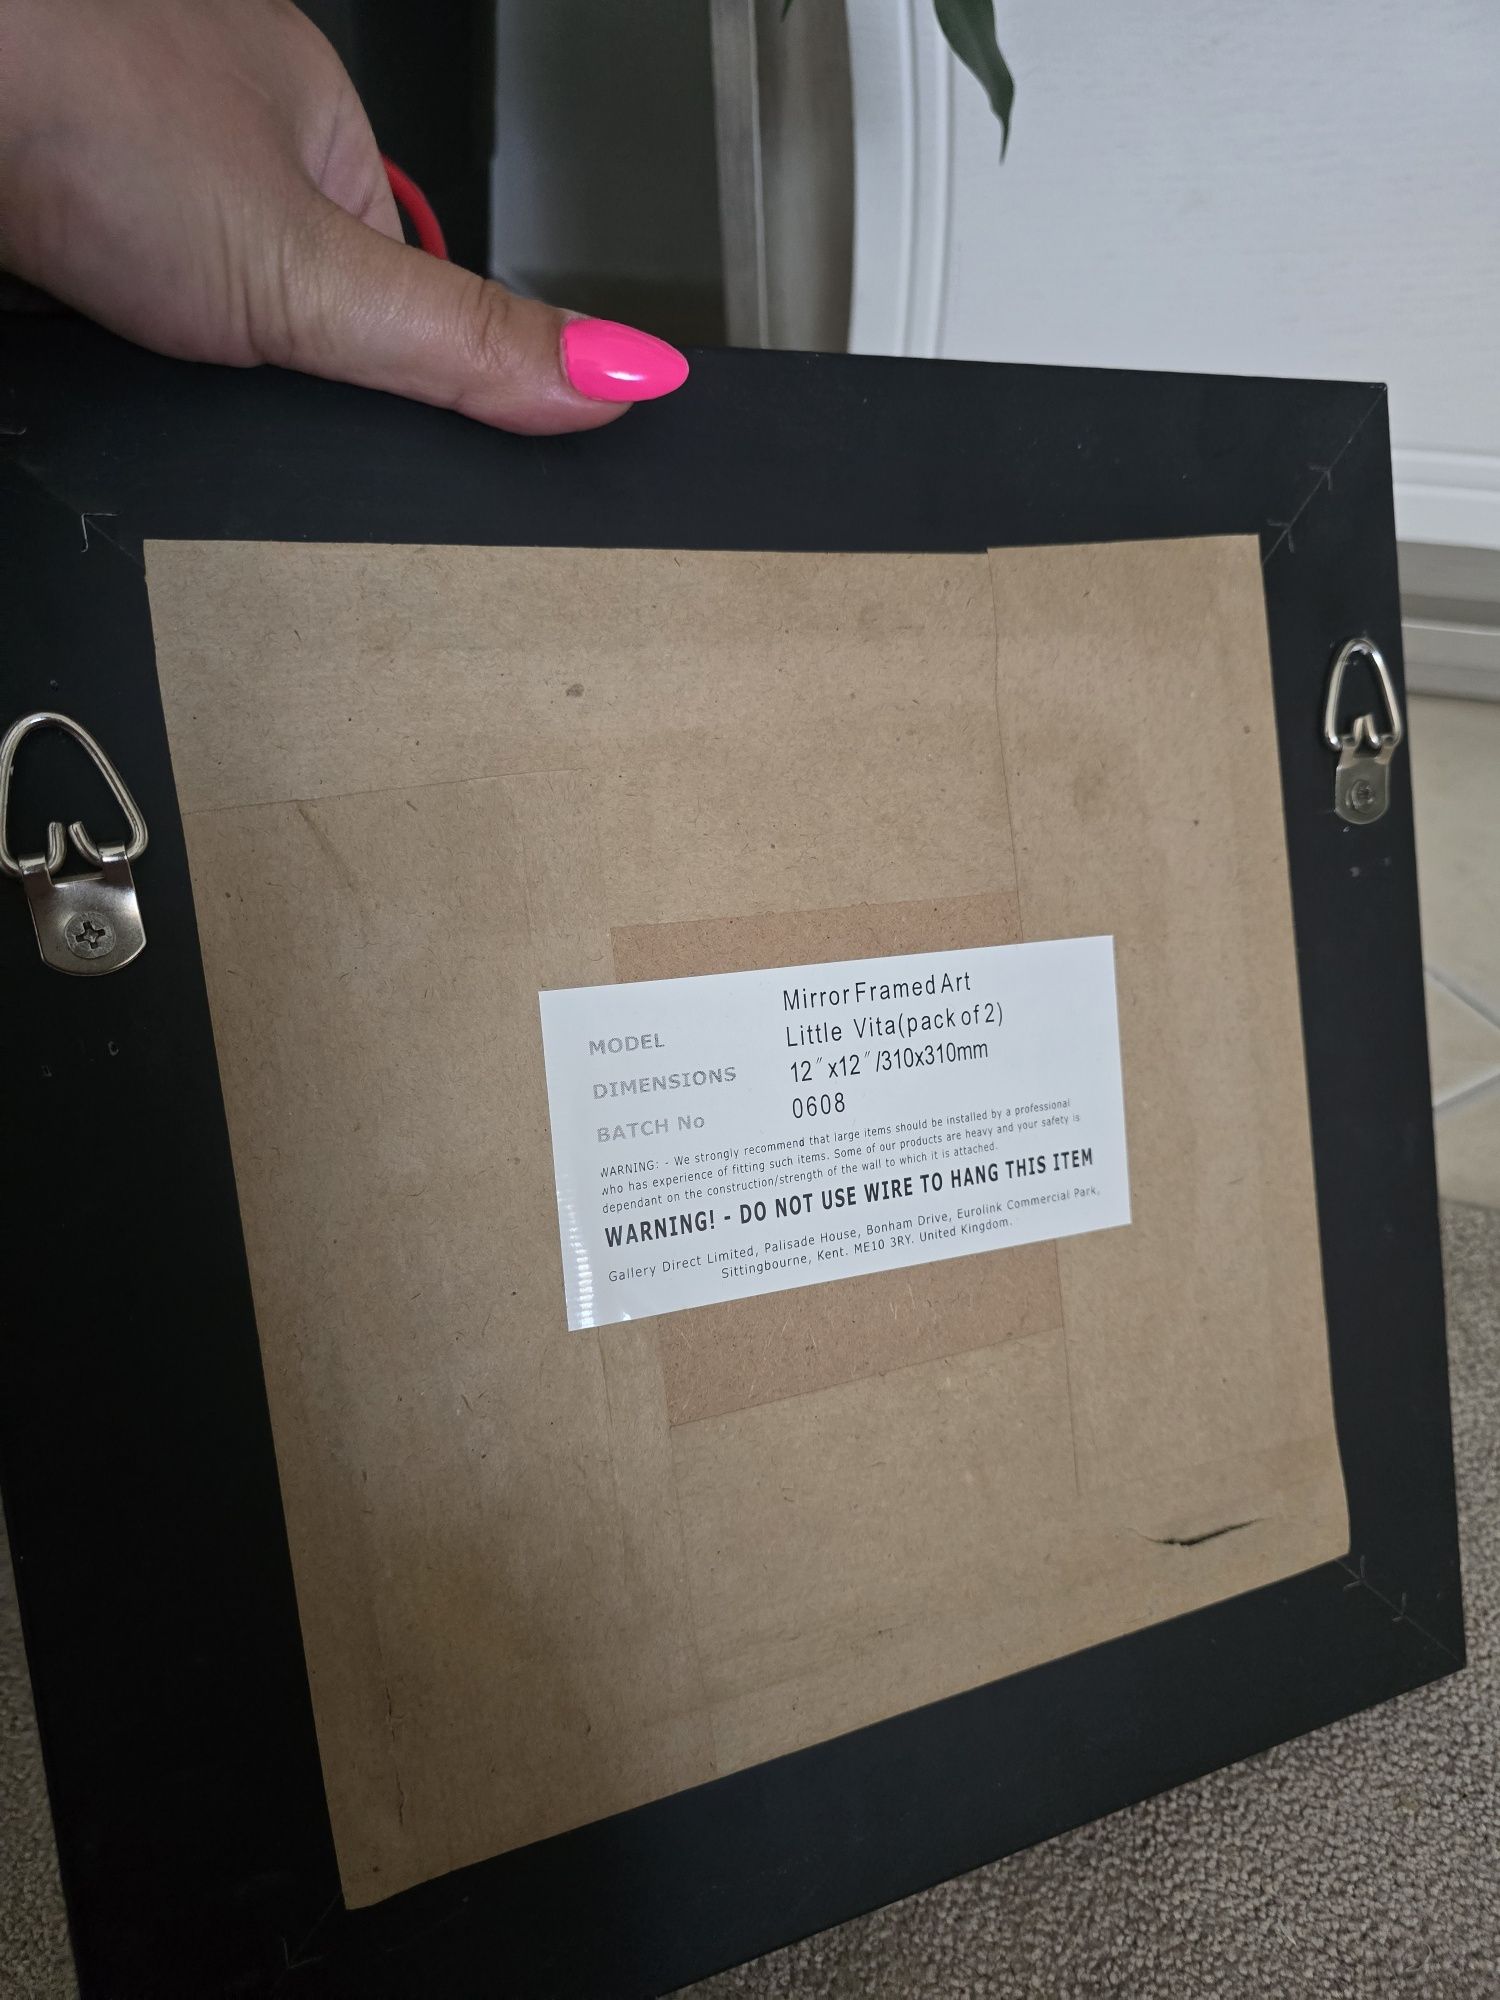 Mirror Framed Art
MODEL Little Vita(pack of 2)
DIMENSIONS 12″x12″/310x310mm
BATCH No 0608
WARNING: - We strongly recommend that large items should be installed by a professional
who has experience of fitting such items. Some of our products are heavy and your safety is
dependant on the construction/strength of the wall to which it is attached.
WARNING! - DO NOT USE WIRE TO HANG THIS ITEM
Gallery Direct Limited, Palisade House, Bonham Drive, Eurolink Commercial Park,
Sittingbourne, Kent. ME10 3RY. United Kingdom.